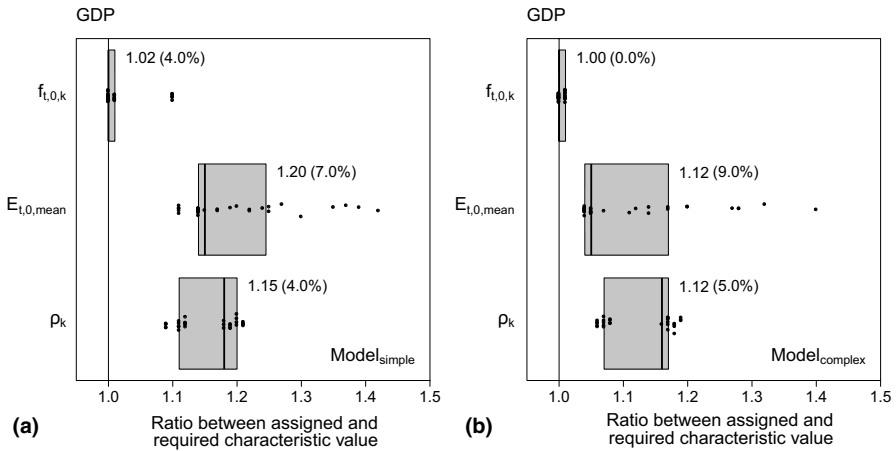 GDP
f_t,0,k
1.02 (4.0%)
E_t,0,mean
1.20 (7.0%)
ρ_k
1.15 (4.0%)
Model_simple
1.0 1.1 1.2 1.3 1.4 1.5
(a)
Ratio between assigned and
required characteristic value
GDP
f_t,0,k
1.00 (0.0%)
E_t,0,mean
1.12 (9.0%)
ρ_k
1.12 (5.0%)
Model_complex
1.0 1.1 1.2 1.3 1.4 1.5
(b)
Ratio between assigned and
required characteristic value